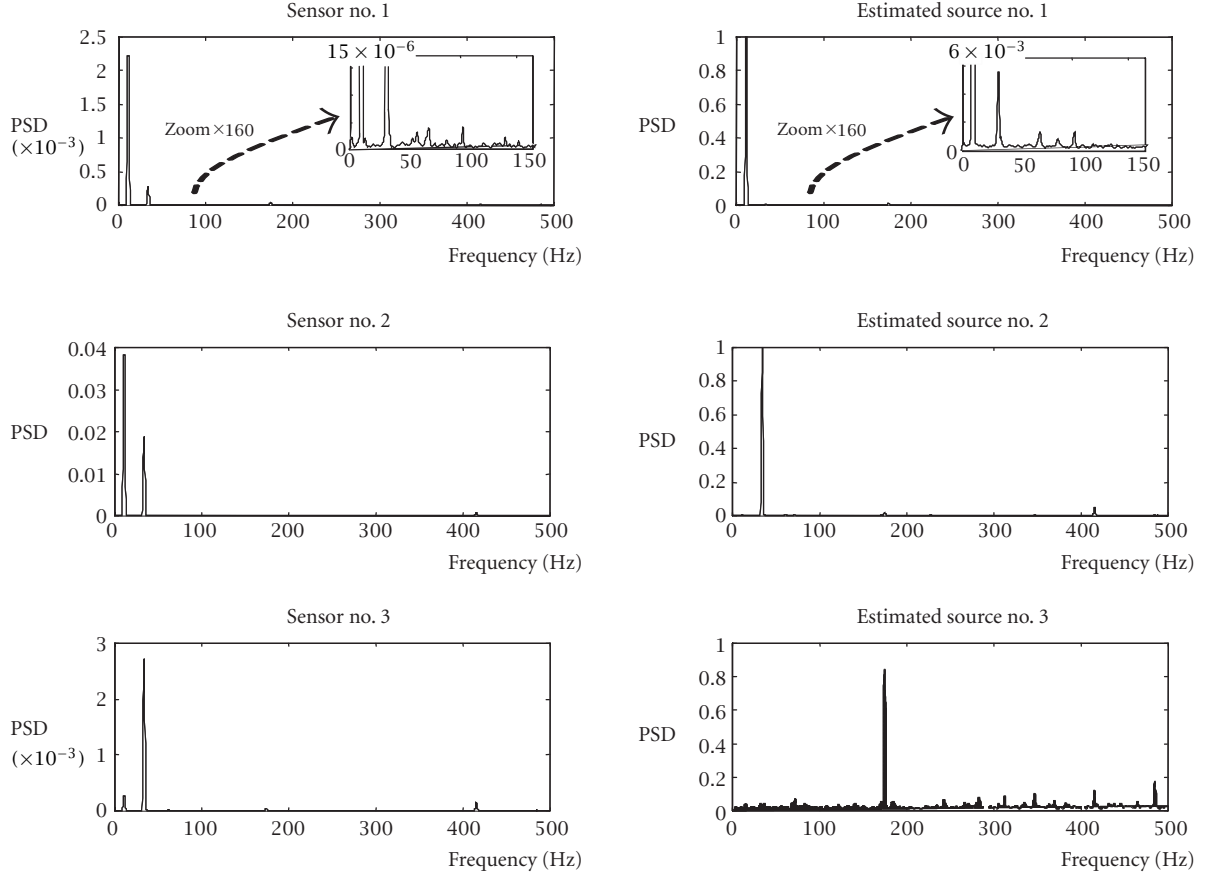 Sensor no. 1
2.5
2
1.5
1
0.5
0
PSD
(×10−3)
Zoom×160
15 × 10−6
0
0 50 100 150
0 100 200 300 400 500
Frequency (Hz)
Estimated source no. 1
1
0.8
0.6
0.4
0.2
0
PSD
Zoom×160
6 × 10−3
0
0 50 100 150
0 100 200 300 400 500
Frequency (Hz)
Sensor no. 2
0.04
0.03
0.02
0.01
0
PSD
0 100 200 300 400 500
Frequency (Hz)
Estimated source no. 2
1
0.8
0.6
0.4
0.2
0
PSD
0 100 200 300 400 500
Frequency (Hz)
Sensor no. 3
3
2
1
0
PSD
(×10−3)
0 100 200 300 400 500
Frequency (Hz)
Estimated source no. 3
1
0.8
0.6
0.4
0.2
0
PSD
0 100 200 300 400 500
Frequency (Hz)